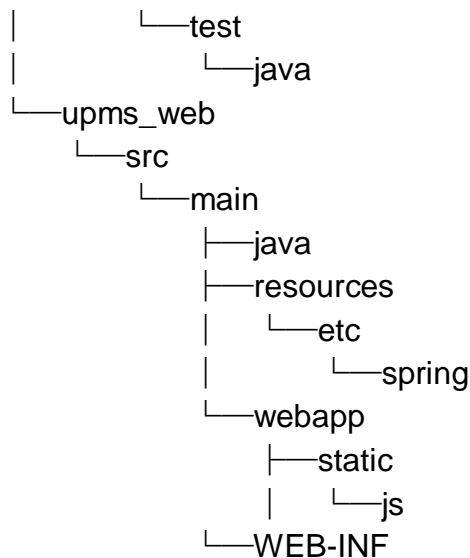 │ └──test
│ └──java
└──upms_web
└──src
└──main
├──java
├──resources
│ └──etc
│ └──spring
└──webapp
├──static
│ └──js
└──WEB-INF